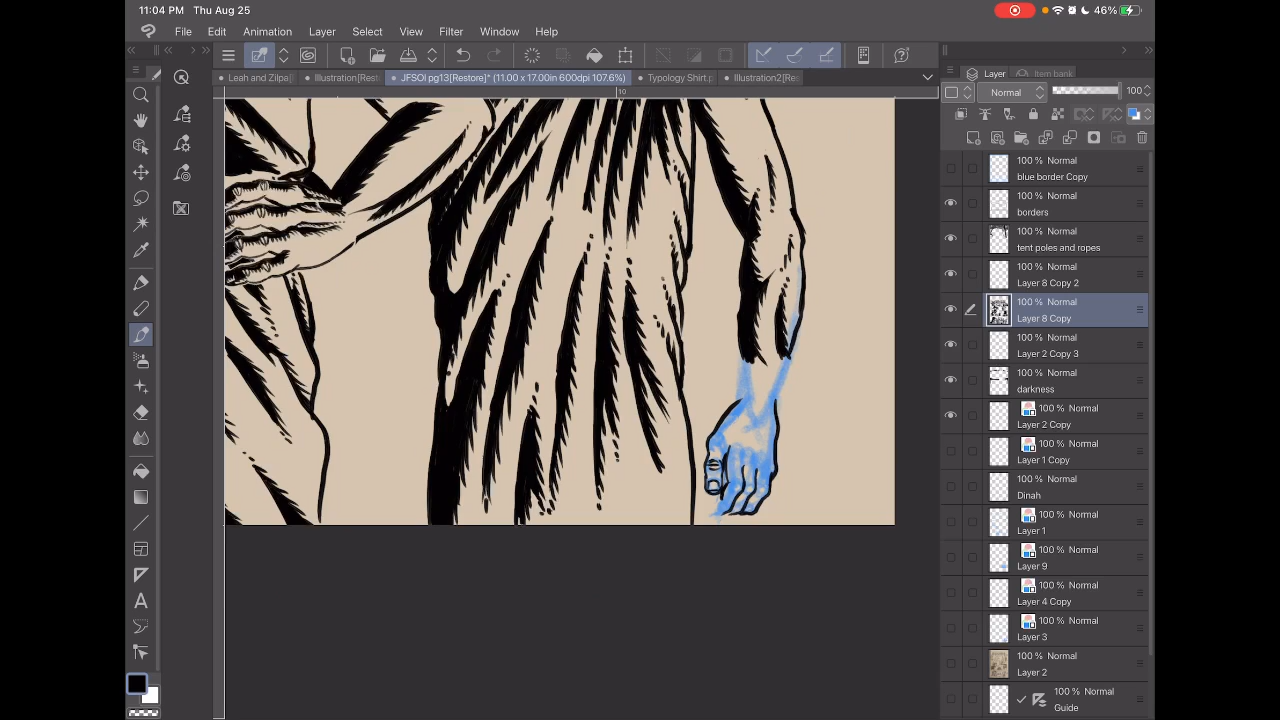 11:04 PM Thu Aug 25
46%
File Edit Animation Layer Select View Filter Window Help
Leah and Zilpa[ Illustration[Rest JFSOI pg13[Restore]* (11.00 x 17.00in 600dpi 107.6%) Typology Shirt.p Illustration2[Res
Layer Item bank
10
Normal 100
100 % Normal
blue border Copy
100 % Normal
borders
100 % Normal
tent poles and ropes
100 % Normal
Layer 8 Copy 2
100 % Normal
Layer 8 Copy
100 % Normal
Layer 2 Copy 3
100 % Normal
darkness
100 % Normal
Layer 2 Copy
100 % Normal
Layer 1 Copy
100 % Normal
Dinah
100 % Normal
Layer 1
100 % Normal
Layer 9
100 % Normal
Layer 4 Copy
100 % Normal
Layer 3
100 % Normal
Layer 2
100 % Normal
Guide